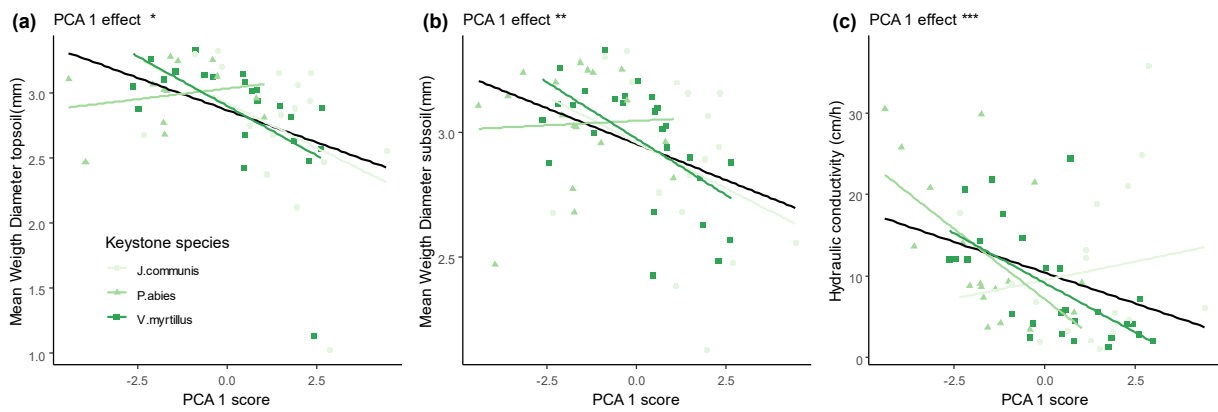 (a) PCA 1 effect *
Mean Weigth Diameter topsoil(mm)
3.0
2.5
2.0
1.5
1.0
Keystone species
J.communis
P.abies
V.myrtillus
-2.5 0.0 2.5
PCA 1 score
(b) PCA 1 effect **
Mean Weigth Diameter subsoil(mm)
3.0
2.5
-2.5 0.0 2.5
PCA 1 score
(c) PCA 1 effect ***
Hydraulic conductivity (cm/h)
30
20
10
0
-2.5 0.0 2.5
PCA 1 score